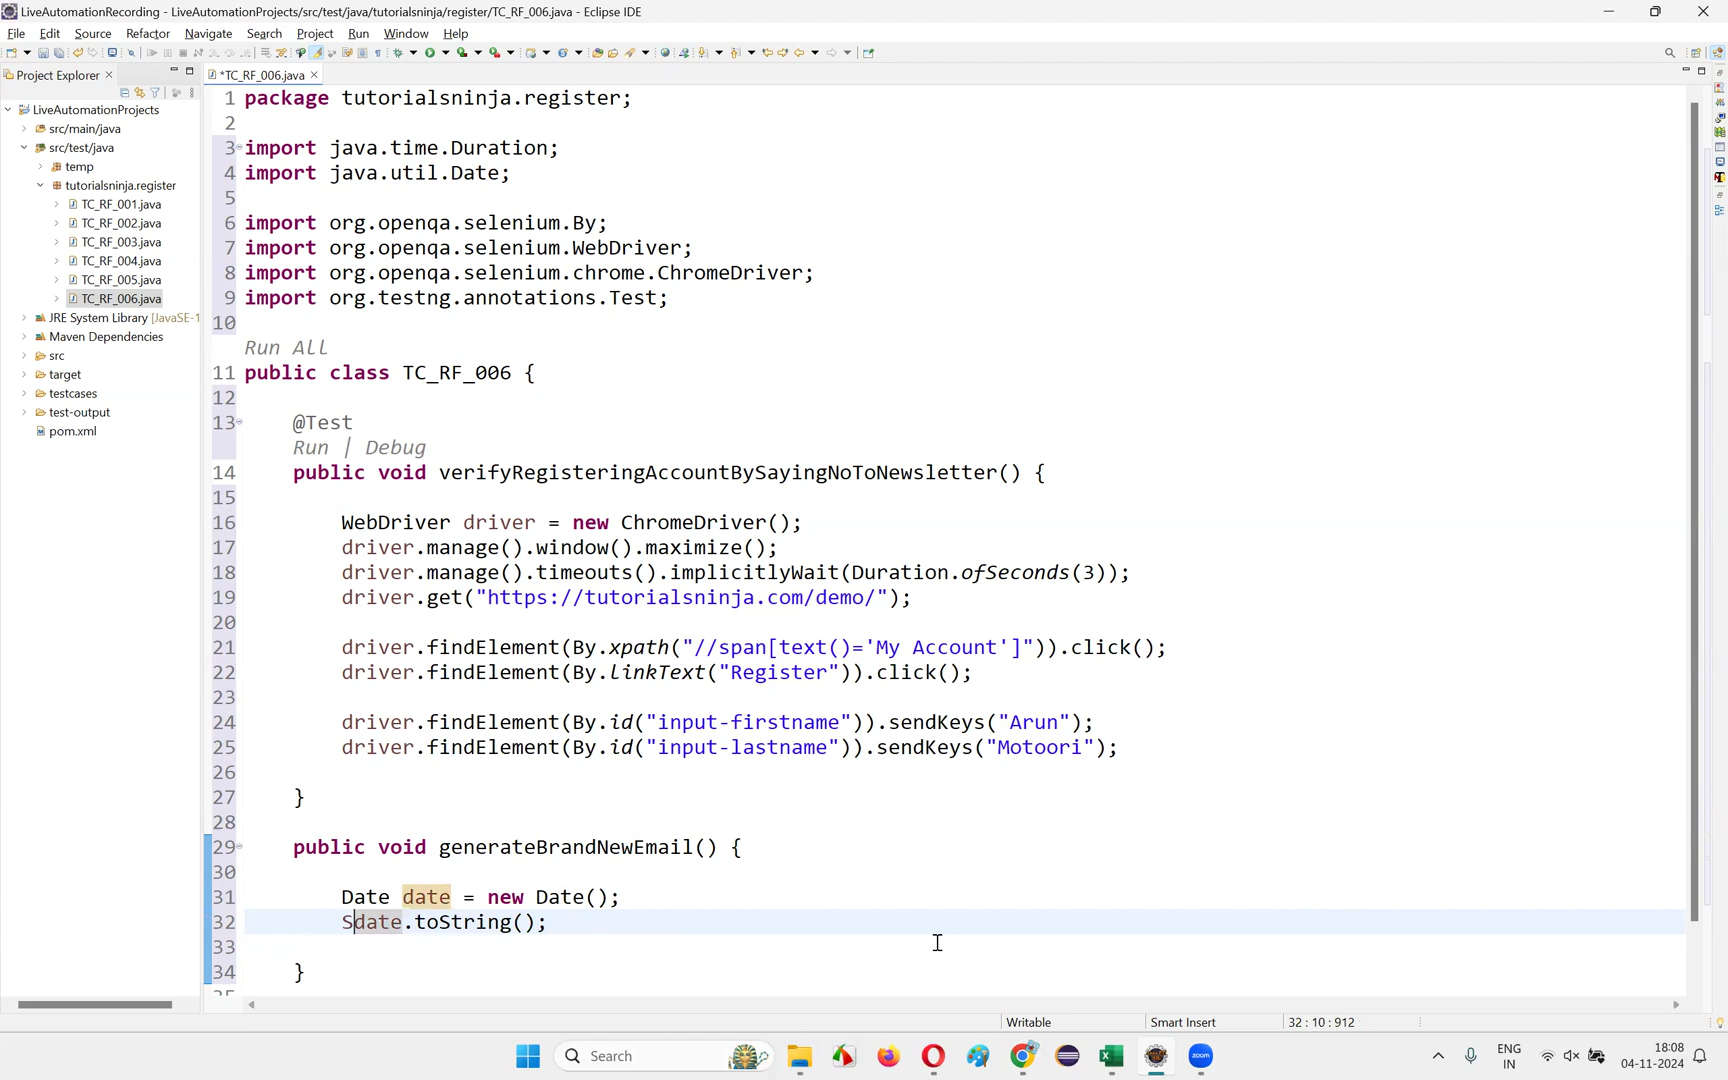 LiveAutomationRecording - LiveAutomationProjects/src/test/java/tutorialsninja/register/TC_RF_006.java - Eclipse IDE
File Edit Source Refactor Navigate Search Project Run Window Help
Project Explorer
*TC_RF_006.java
LiveAutomationProjects
src/main/java
src/test/java
temp
tutorialsninja.register
TC_RF_001.java
TC_RF_002.java
TC_RF_003.java
TC_RF_004.java
TC_RF_005.java
TC_RF_006.java
JRE System Library [JavaSE-1
Maven Dependencies
src
target
testcases
test-output
pom.xml
1 package tutorialsninja.register;
2
3 import java.time.Duration;
4 import java.util.Date;
5
6 import org.openqa.selenium.By;
7 import org.openqa.selenium.WebDriver;
8 import org.openqa.selenium.chrome.ChromeDriver;
9 import org.testng.annotations.Test;
10
Run All
11 public class TC_RF_006 {
12
13 @Test
Run | Debug
14 public void verifyRegisteringAccountBySayingNoToNewsletter() {
15
16 WebDriver driver = new ChromeDriver();
17 driver.manage().window().maximize();
18 driver.manage().timeouts().implicitlyWait(Duration.ofSeconds(3));
19 driver.get("https://tutorialsninja.com/demo/");
20
21 driver.findElement(By.xpath("//span[text()='My Account']")).click();
22 driver.findElement(By.linkText("Register")).click();
23
24 driver.findElement(By.id("input-firstname")).sendKeys("Arun");
25 driver.findElement(By.id("input-lastname")).sendKeys("Motoori");
26
27 }
28
29 public void generateBrandNewEmail() {
30
31 Date date = new Date();
32 Sdate.toString();
33
34 }
35
Writable
Smart Insert
32 : 10 : 912
Search
zoom
ENG
IN
18:08
04-11-2024